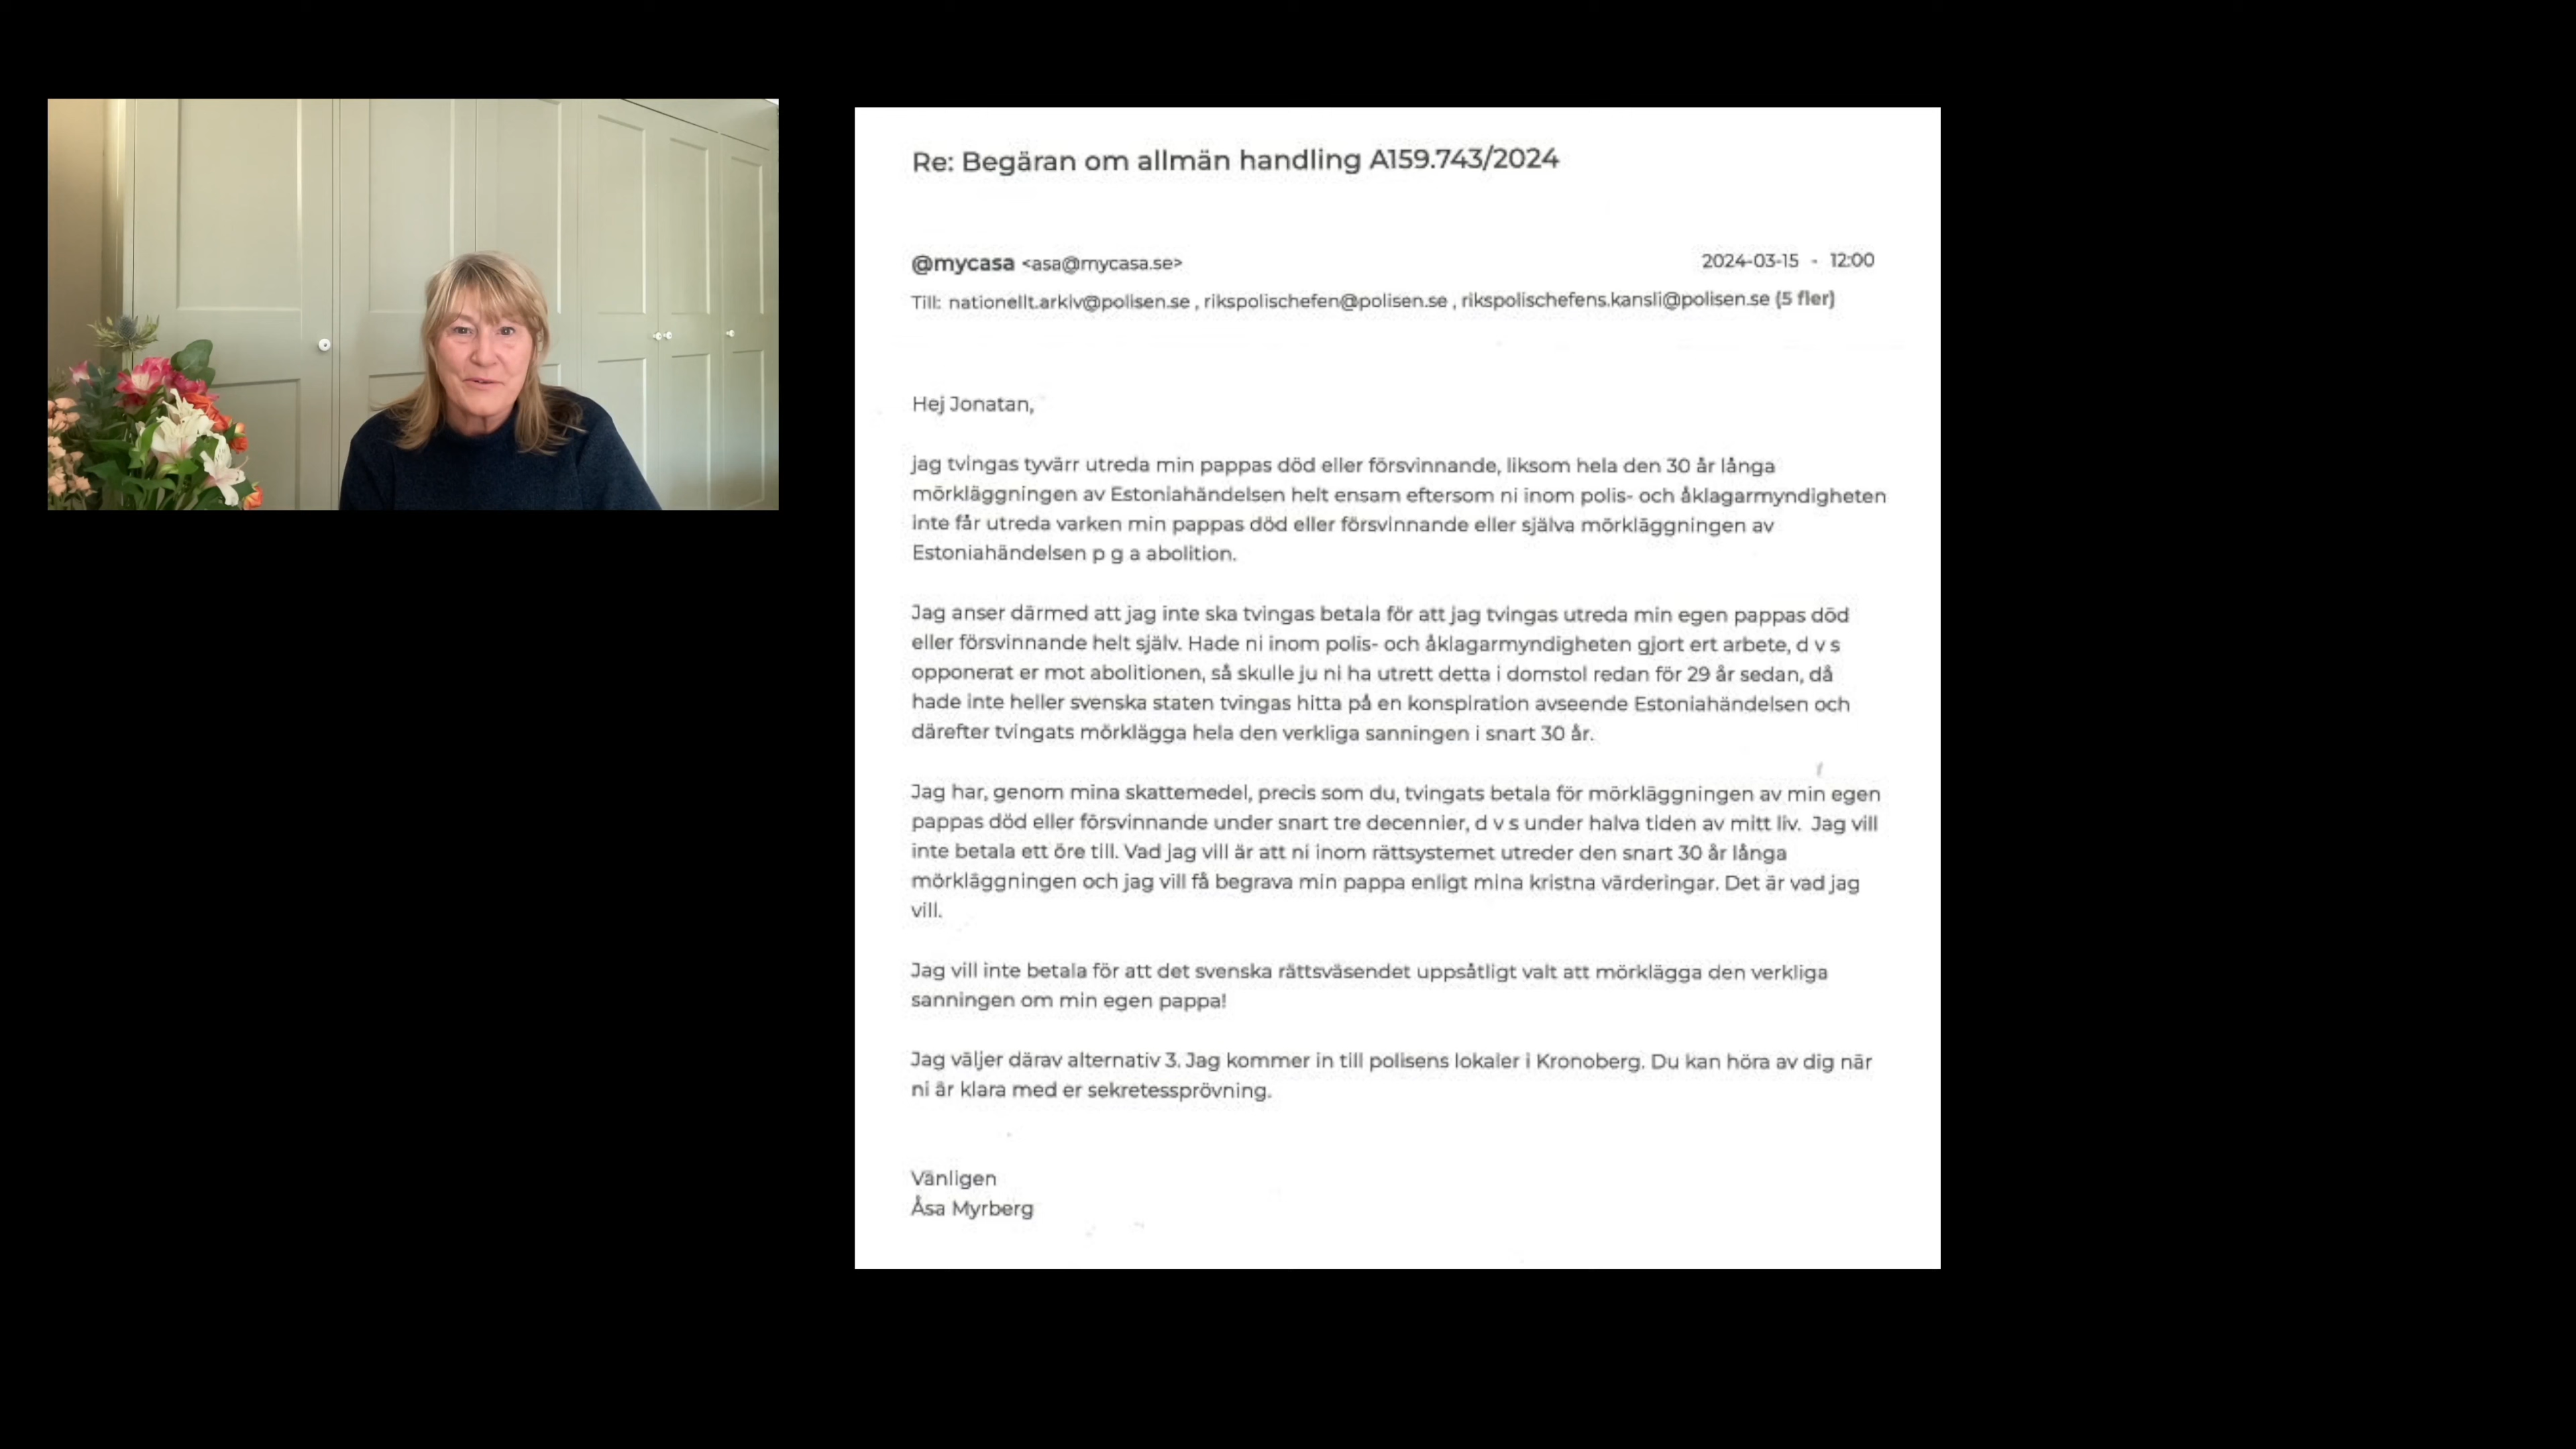 Re: Begäran om allmän handling A159.743/2024
@mycasa <asa@mycasa.se>
2024-03-15 - 12:00
Till: nationellt.arkiv@polisen.se , rikspolischefen@polisen.se , rikspolischefens.kansli@polisen.se (5 fler)
Hej Jonatan,
jag tvingas tyvärr utreda min pappas död eller försvinnande, liksom hela den 30 år långa
mörkläggningen av Estoniahändelsen helt ensam eftersom ni inom polis- och åklagarmyndigheten
inte får utreda varken min pappas död eller försvinnande eller själva mörkläggningen av
Estoniahändelsen p g a abolition.
Jag anser därmed att jag inte ska tvingas betala för att jag tvingas utreda min egen pappas död
eller försvinnande helt själv. Hade ni inom polis- och åklagarmyndigheten gjort ert arbete, d v s
opponerat er mot abolitionen, så skulle ju ni ha utrett detta i domstol redan för 29 år sedan, då
hade inte heller svenska staten tvingas hitta på en konspiration avseende Estoniahändelsen och
därefter tvingats mörklägga hela den verkliga sanningen i snart 30 år.
Jag har, genom mina skattemedel, precis som du, tvingats betala för mörkläggningen av min egen
pappas död eller försvinnande under snart tre decennier, d v s under halva tiden av mitt liv. Jag vill
inte betala ett öre till. Vad jag vill är att ni inom rättsystemet utreder den snart 30 år långa
mörkläggningen och jag vill få begrava min pappa enligt mina kristna värderingar. Det är vad jag
vill.
Jag vill inte betala för att det svenska rättsväsendet uppsåtligt valt att mörklägga den verkliga
sanningen om min egen pappa!
Jag väljer därav alternativ 3. Jag kommer in till polisens lokaler i Kronoberg. Du kan höra av dig när
ni är klara med er sekretessprövning.
Vänligen
Åsa Myrberg